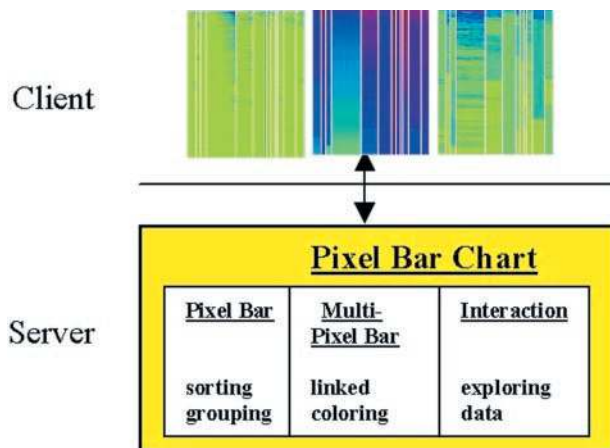 Client
Pixel Bar Chart
Server
Pixel Bar
sorting
grouping
Multi-
Pixel Bar
linked
coloring
Interaction
exploring
data